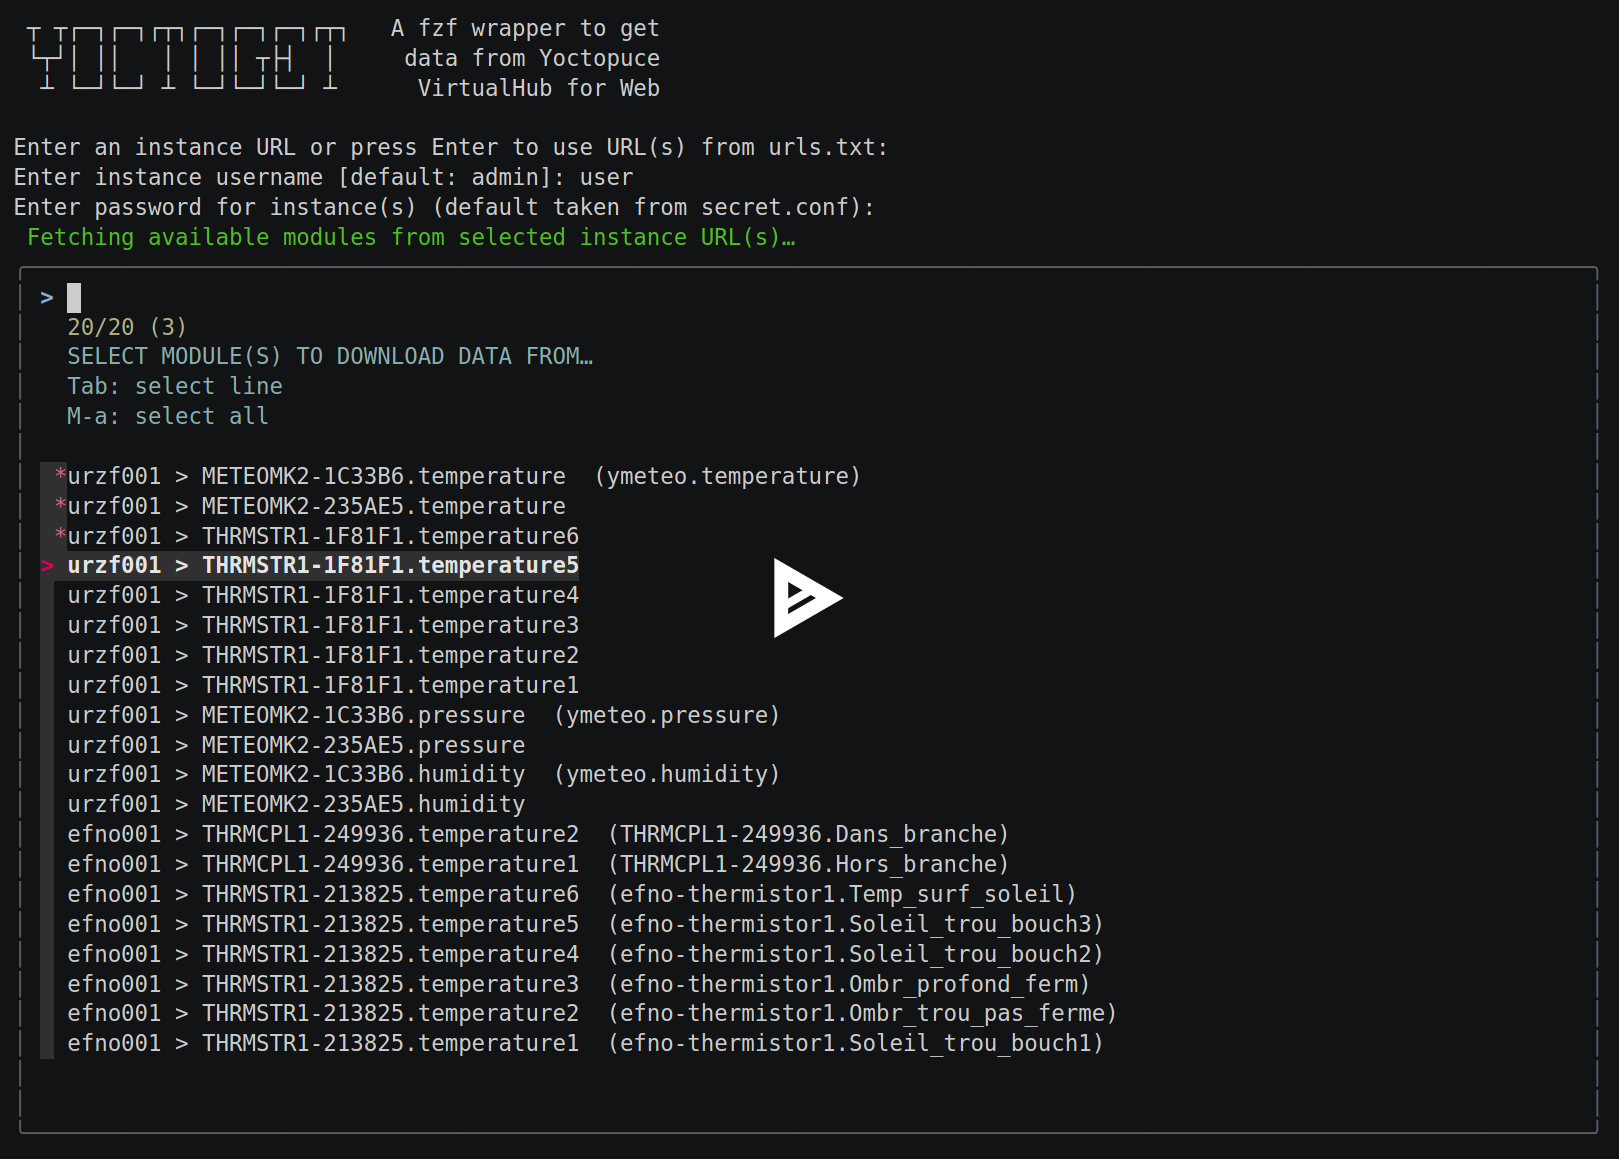 YOCTOGET
A fzf wrapper to get
data from Yoctopuce
VirtualHub for Web
Enter an instance URL or press Enter to use URL(s) from urls.txt:
Enter instance username [default: admin]: user
Enter password for instance(s) (default taken from secret.conf):
Fetching available modules from selected instance URL(s)…
>
20/20 (3)
SELECT MODULE(S) TO DOWNLOAD DATA FROM…
Tab: select line
M-a: select all
*urzf001 > METEOMK2-1C33B6.temperature  (ymeteo.temperature)
*urzf001 > METEOMK2-235AE5.temperature
*urzf001 > THRMSTR1-1F81F1.temperature6
> urzf001 > THRMSTR1-1F81F1.temperature5
urzf001 > THRMSTR1-1F81F1.temperature4
urzf001 > THRMSTR1-1F81F1.temperature3
urzf001 > THRMSTR1-1F81F1.temperature2
urzf001 > THRMSTR1-1F81F1.temperature1
urzf001 > METEOMK2-1C33B6.pressure  (ymeteo.pressure)
urzf001 > METEOMK2-235AE5.pressure
urzf001 > METEOMK2-1C33B6.humidity  (ymeteo.humidity)
urzf001 > METEOMK2-235AE5.humidity
efno001 > THRMCPL1-249936.temperature2  (THRMCPL1-249936.Dans_branche)
efno001 > THRMCPL1-249936.temperature1  (THRMCPL1-249936.Hors_branche)
efno001 > THRMSTR1-213825.temperature6  (efno-thermistor1.Temp_surf_soleil)
efno001 > THRMSTR1-213825.temperature5  (efno-thermistor1.Soleil_trou_bouch3)
efno001 > THRMSTR1-213825.temperature4  (efno-thermistor1.Soleil_trou_bouch2)
efno001 > THRMSTR1-213825.temperature3  (efno-thermistor1.Ombr_profond_ferm)
efno001 > THRMSTR1-213825.temperature2  (efno-thermistor1.Ombr_trou_pas_ferme)
efno001 > THRMSTR1-213825.temperature1  (efno-thermistor1.Soleil_trou_bouch1)